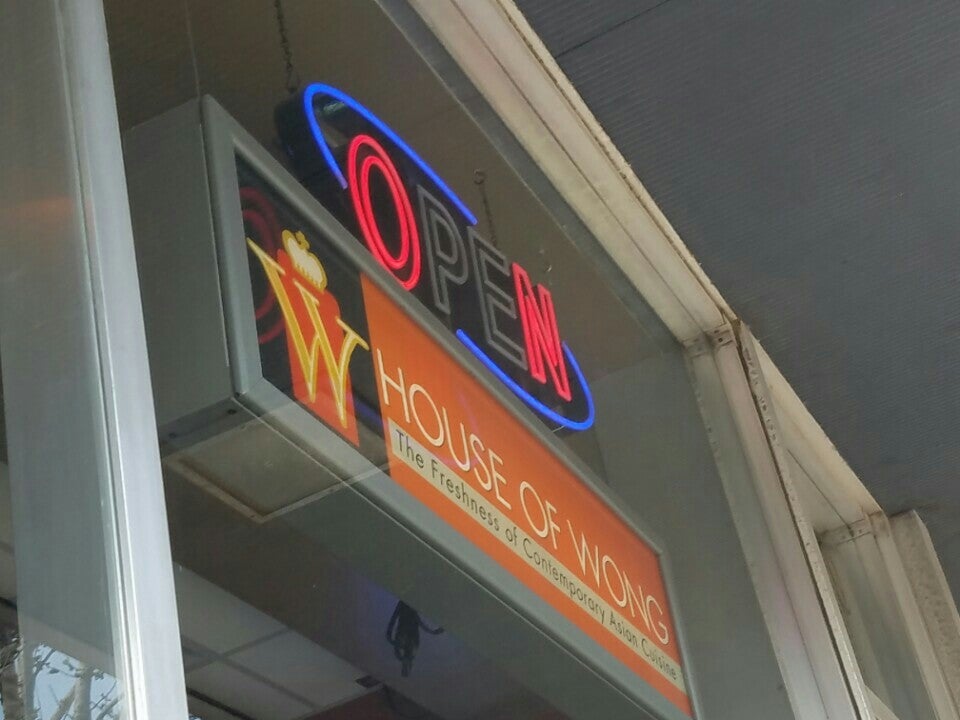 OPEN
W
HOUSE OF WONG
The Freshness of Contemporary Asian Cuisine